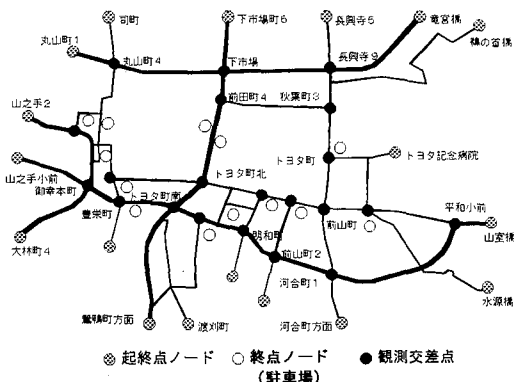 司町
下市場町6
長興寺5
竜宮橋
鵜の首橋
丸山町1
丸山町4
下市場
長興寺9
山之手2
前田町4
秋葉町3
トヨタ町
トヨタ記念病院
山之手小前
御幸本町
トヨタ町南
トヨタ町北
豊栄町
前山町
平和小前
山室橋
大林町4
明和町
前山町2
河合町1
水源橋
鴛鴨町方面
渡刈町
河合町方面
起終点ノード
終点ノード
(駐車場)
観測交差点